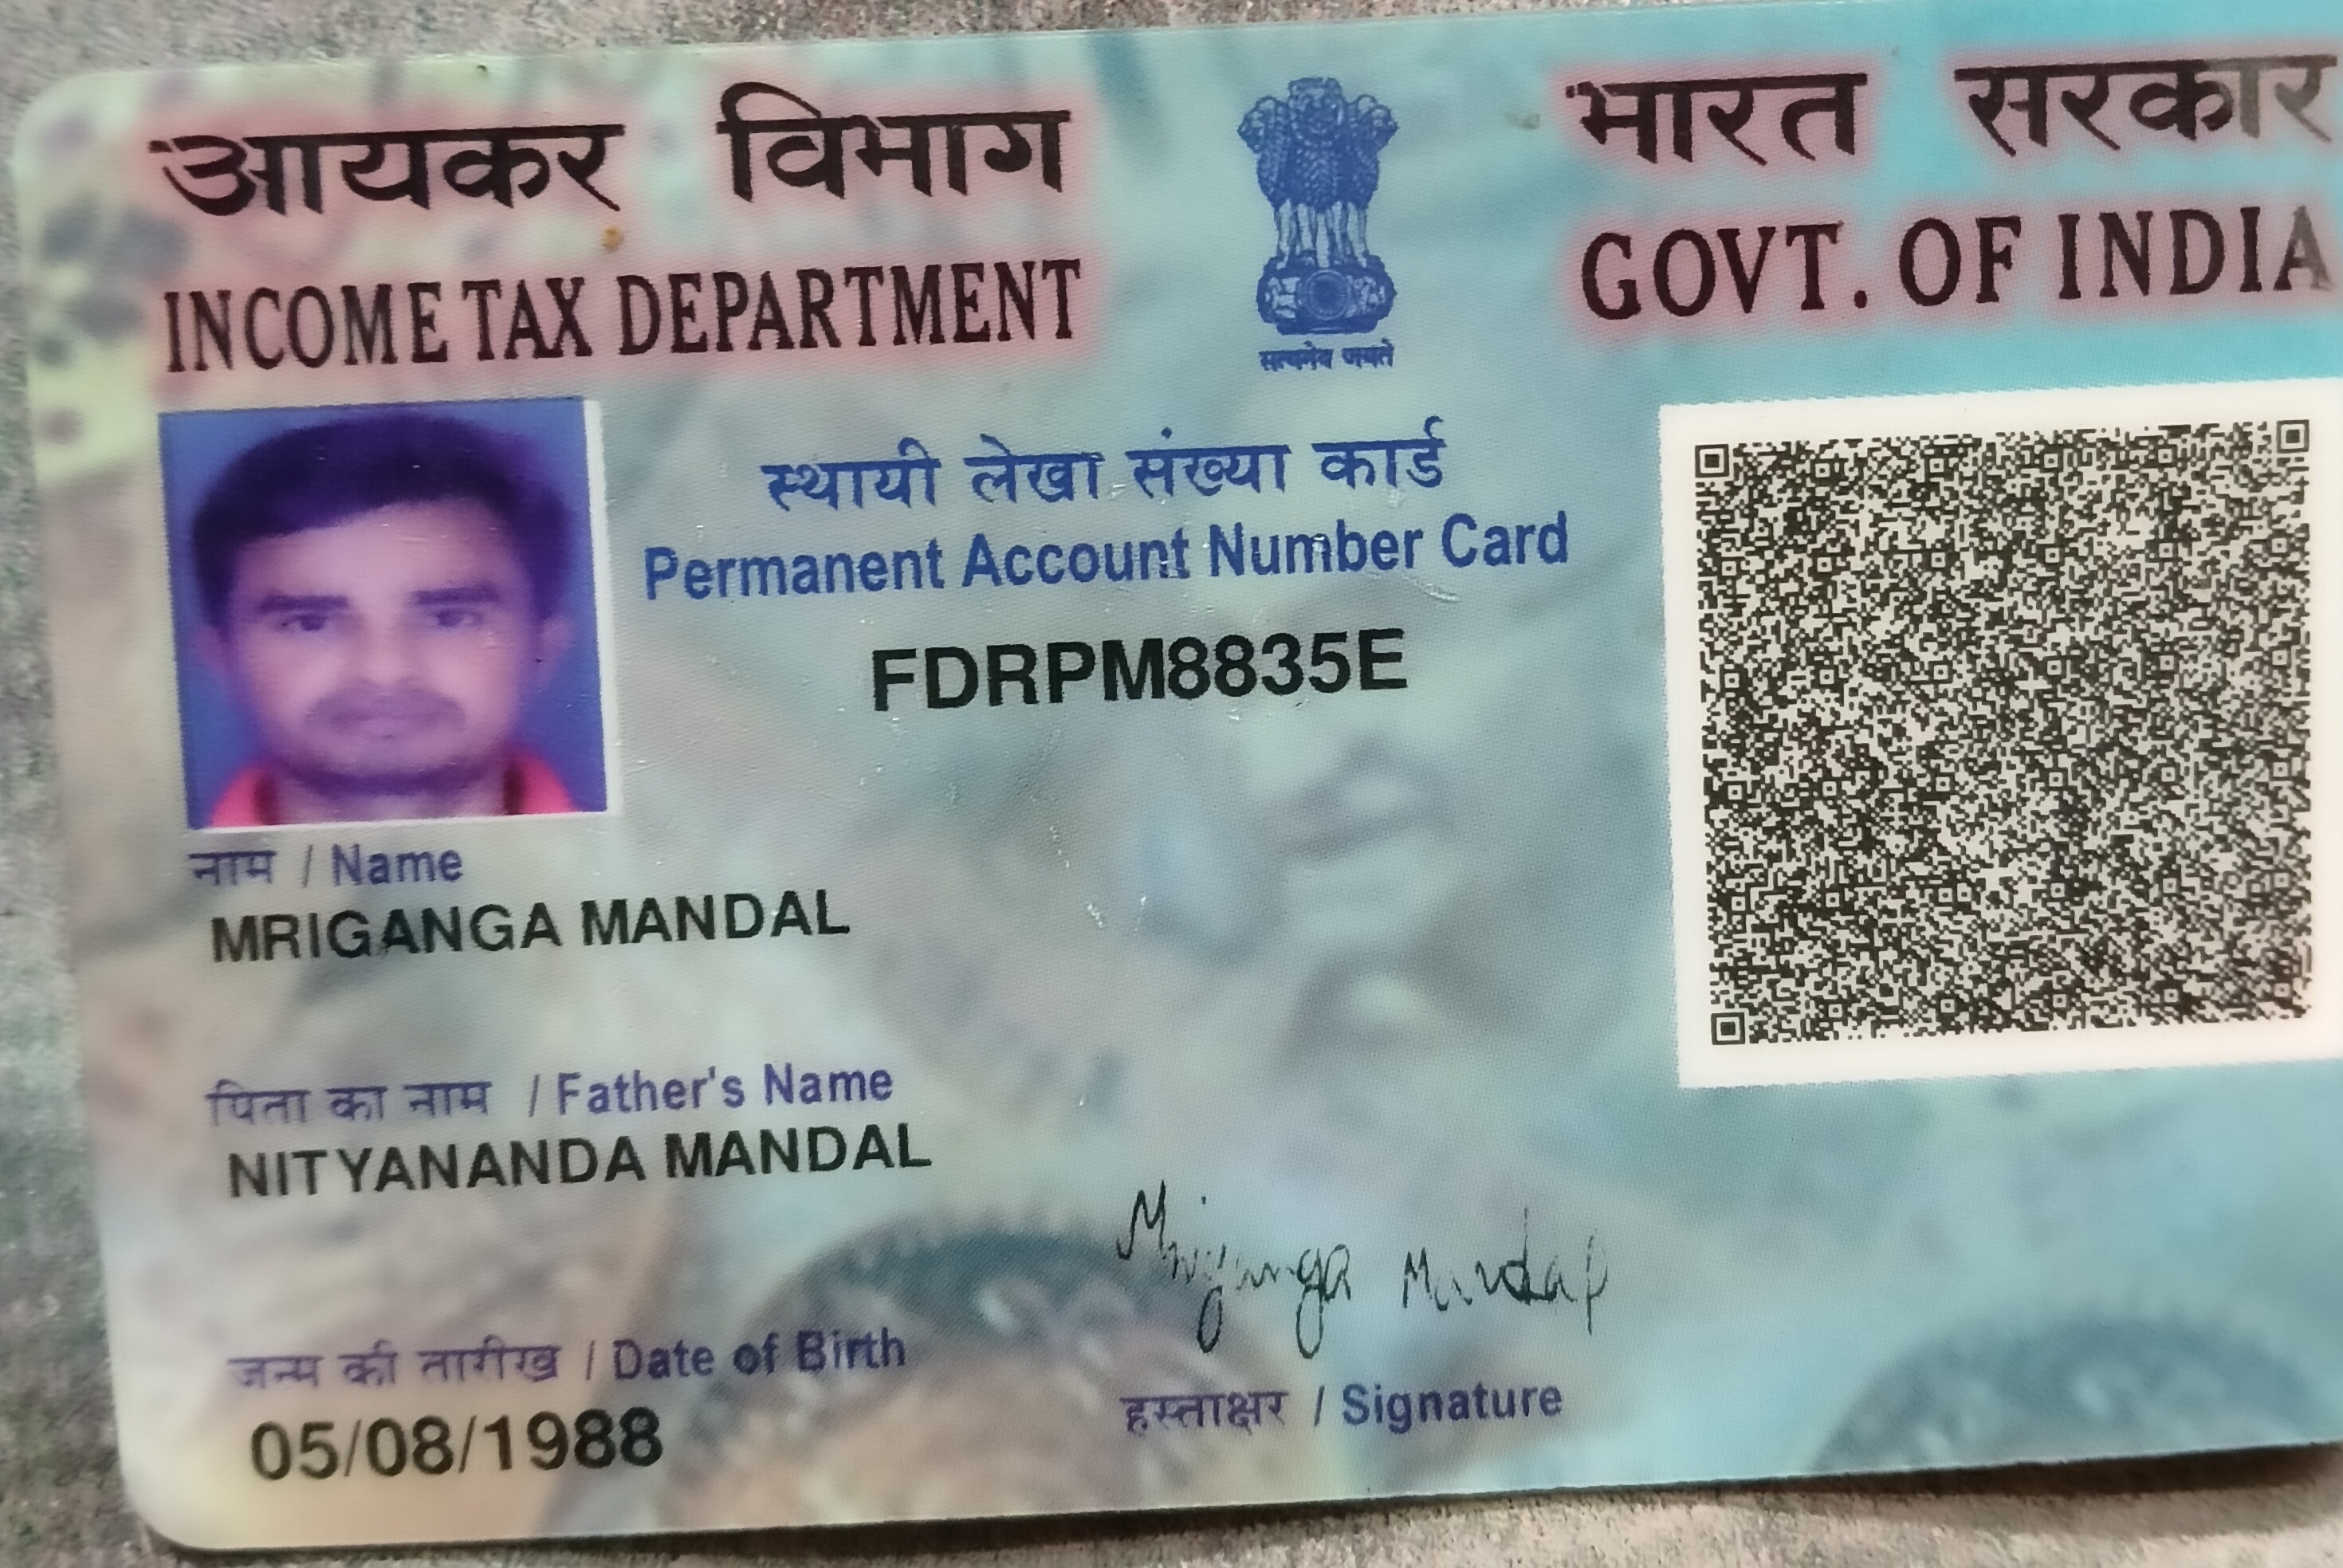 आयकर विभाग
INCOME TAX DEPARTMENT
सत्यमेव जयते
भारत सरकार
GOVT. OF INDIA
स्थायी लेखा संख्या कार्ड
Permanent Account Number Card
FDRPM8835E
नाम / Name
MRIGANGA MANDAL
पिता का नाम / Father's Name
NITYANANDA MANDAL
Mriganga Mandal
जन्म की तारीख / Date of Birth
05/08/1988
हस्ताक्षर / Signature